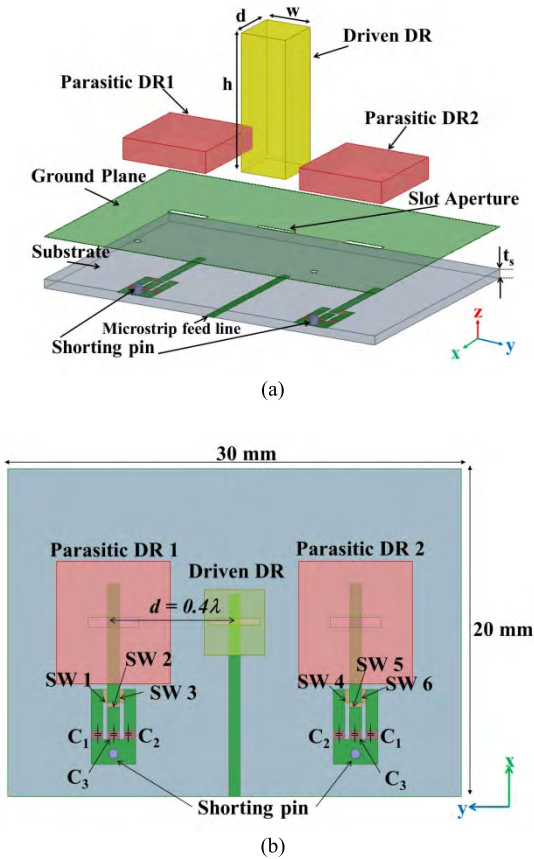 d
w
Driven DR
h
Parasitic DR1
Parasitic DR2
Ground Plane
Slot Aperture
Substrate
tₛ
Microstrip feed line
Shorting pin
z
x
y
(a)
30 mm
Parasitic DR 1
Parasitic DR 2
Driven DR
d = 0.4λ
20 mm
SW 2
SW 5
SW 1
SW 3
SW 4
SW 6
C₁
C₂
C₂
C₁
C₃
C₃
Shorting pin
x
y
(b)